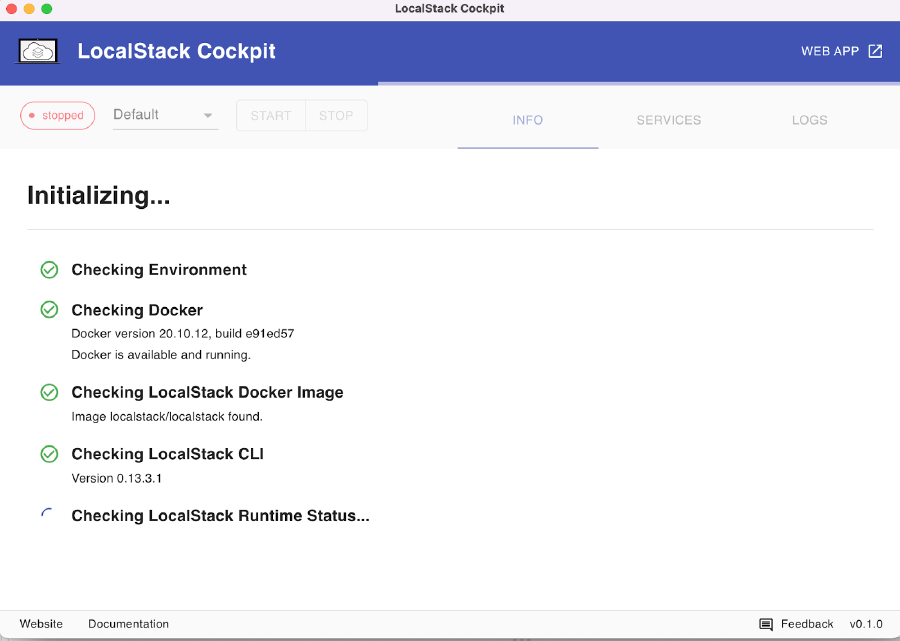 LocalStack Cockpit
LocalStack Cockpit
WEB APP
stopped
Default
START
STOP
INFO
SERVICES
LOGS
Initializing...
Checking Environment
Checking Docker
Docker version 20.10.12, build e91ed57
Docker is available and running.
Checking LocalStack Docker Image
Image localstack/localstack found.
Checking LocalStack CLI
Version 0.13.3.1
Checking LocalStack Runtime Status...
Website
Documentation
Feedback
v0.1.0